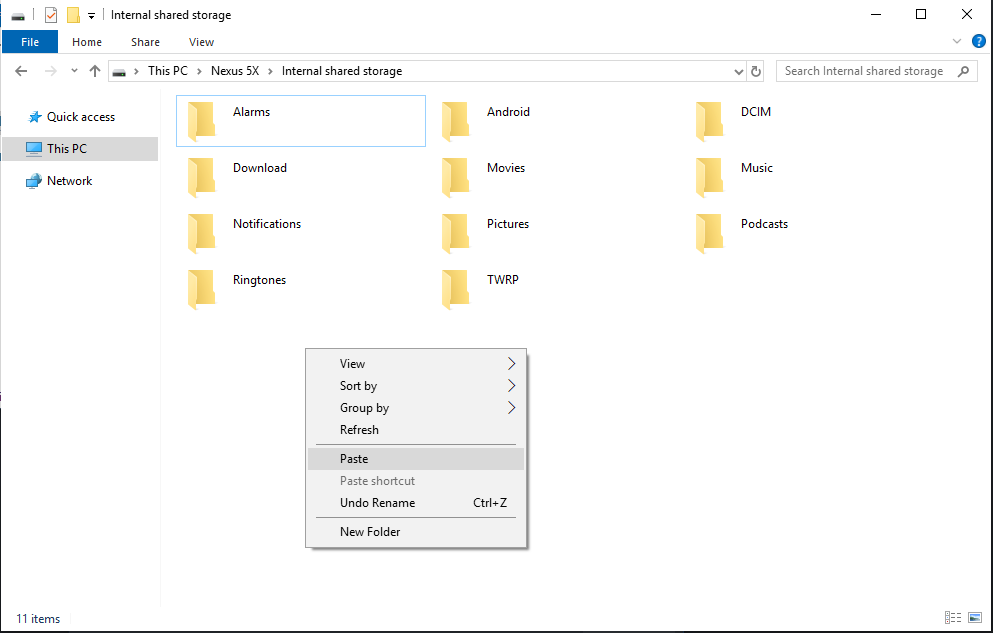 Internal shared storage
File Home Share View
?
This PC Nexus 5X Internal shared storage
Search Internal shared storage
Quick access
This PC
Network
Alarms Android DCIM
Download Movies Music
Notifications Pictures Podcasts
Ringtones TWRP
View
Sort by
Group by
Refresh
Paste
Paste shortcut
Undo Rename Ctrl+Z
New Folder
11 items